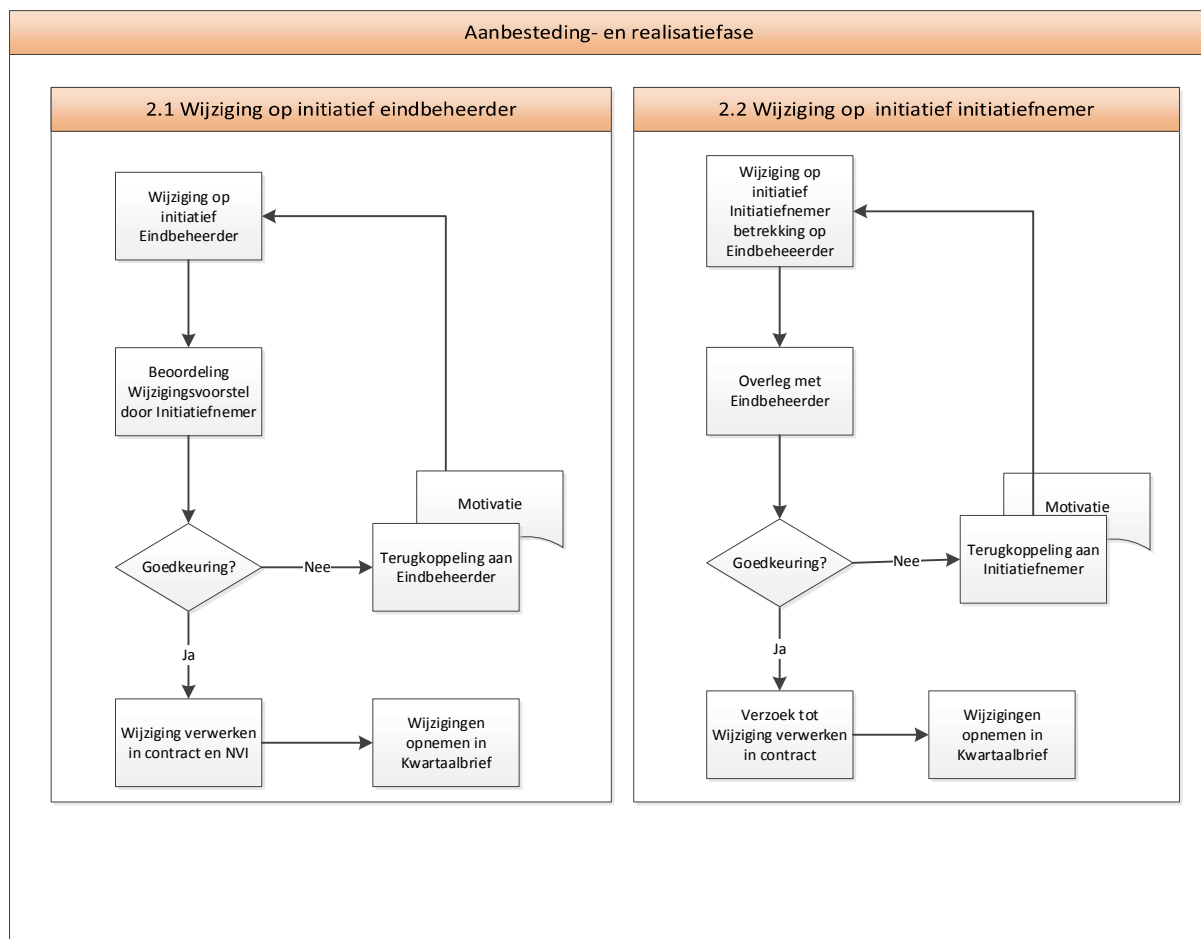 Aanbesteding- en realisatiefase
2.1 Wijziging op initiatief eindbeheerder
Wijziging op
initiatief
Eindbeheerder
Beoordeling
Wijzigingsvoorstel
door Initiatiefnemer
Motivatie
Goedkeuring?
Nee
Terugkoppeling aan
Eindbeheerder
Ja
Wijziging verwerken
in contract en NVI
Wijzigingen
opnemen in
Kwartaalbrief
2.2 Wijziging op initiatief initiatiefnemer
Wijziging op
initiatief
Initiatiefnemer
betrekking op
Eindbeheeerder
Overleg met
Eindbeheerder
Motivatie
Goedkeuring?
Nee
Terugkoppeling aan
Initiatiefnemer
Ja
Verzoek tot
Wijziging verwerken
in contract
Wijzigingen
opnemen in
Kwartaalbrief